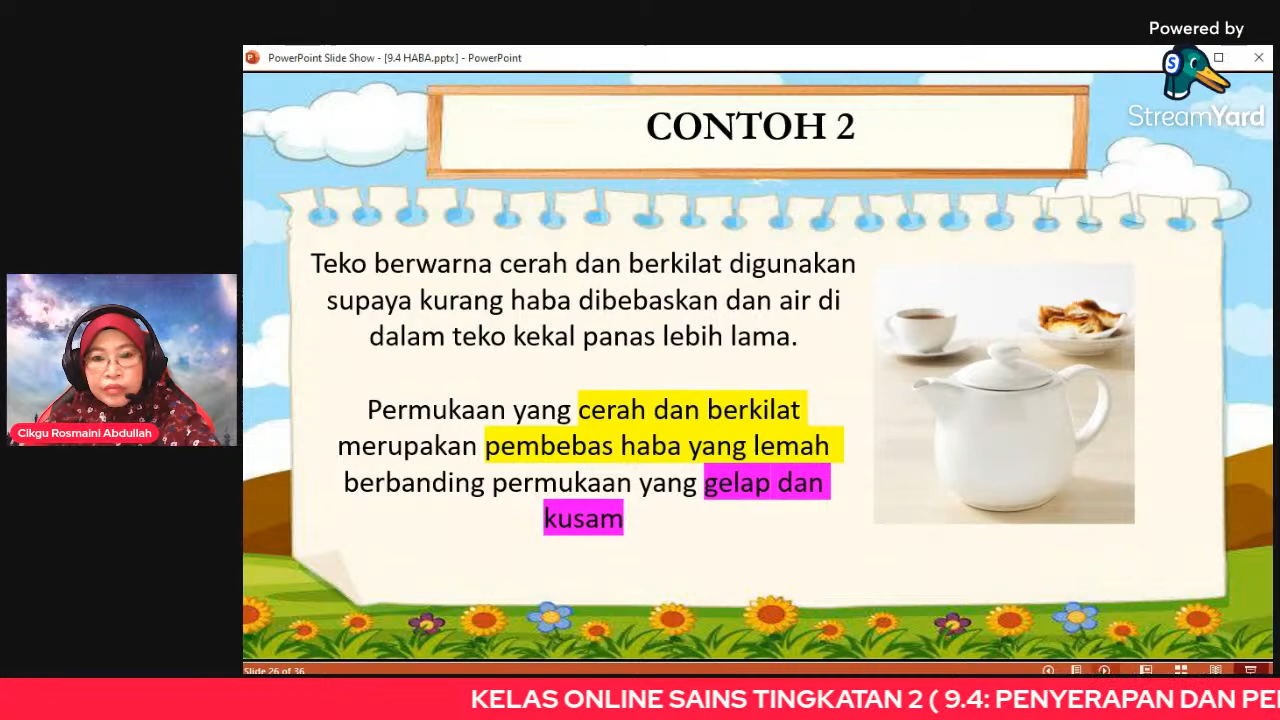 Powered by
PowerPoint Slide Show - [9.4 HABA.pptx] - PowerPoint
S
StreamYard
CONTOH 2
Teko berwarna cerah dan berkilat digunakan
supaya kurang haba dibebaskan dan air di
dalam teko kekal panas lebih lama.
Permukaan yang cerah dan berkilat
merupakan pembebas haba yang lemah
berbanding permukaan yang gelap dan
kusam
Cikgu Rosmaini Abdullah
Slide 26 of 36
KELAS ONLINE SAINS TINGKATAN 2 ( 9.4: PENYERAPAN DAN PE